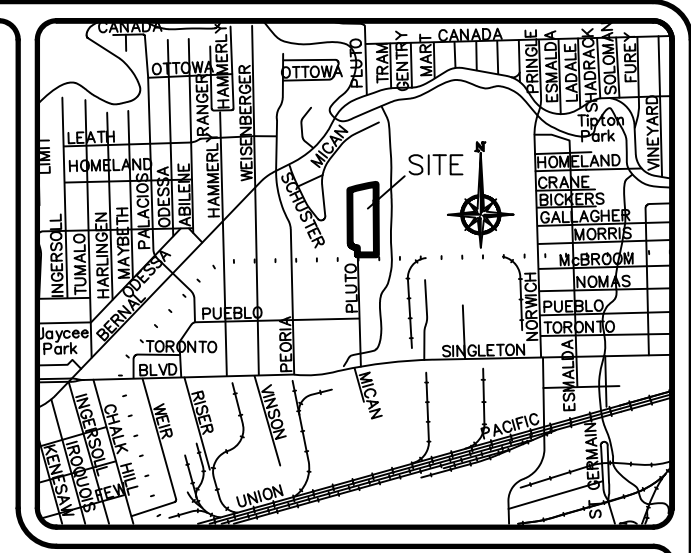 CANADA
PLUTO
TRAM
GENTRY
MART
CANADA
PRINGLE
ESMALDA
LADALE
SHADRACK
SOLOMAN
FUREY
OTTOWA
RANGER
HAMMERLY
WEISENBERGER
OTTOWA
VINEYARD
Tipton
Park
LIMIT
LEATH
MICAN
N
HOMELAND
SITE
HOMELAND
PALACIOS
ODESSA
ABILENE
HAMMERLY
SCHUSTER
CRANE
BICKERS
GALLAGHER
MORRIS
INGERSOLL
TUMALO
HARLINGEN
MAYBETH
ODESSA
McBROOM
NOMAS
BERNAL
PLUTO
NORWICH
PUEBLO
PUEBLO
TORONTO
Jaycee
Park
TORONTO
PEORIA
SINGLETON
ESMALDA
BLVD
MICAN
INGERSOLL
CHALK HILL
WEIR
RISER
VINSON
PACIFIC
KENESAW
IROQUOIS
FEW
UNION
ST GERMAIN